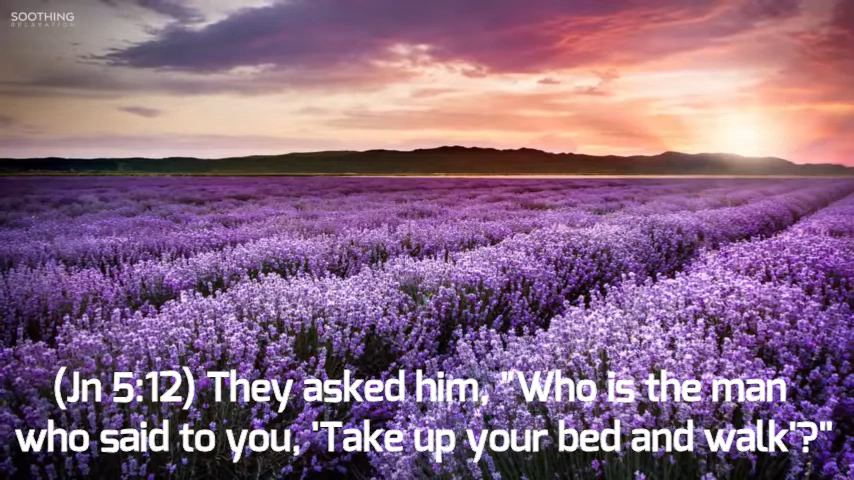 SOOTHING
RELAXATION
(Jn 5:12) They asked him, "Who is the man
who said to you, 'Take up your bed and walk'?"